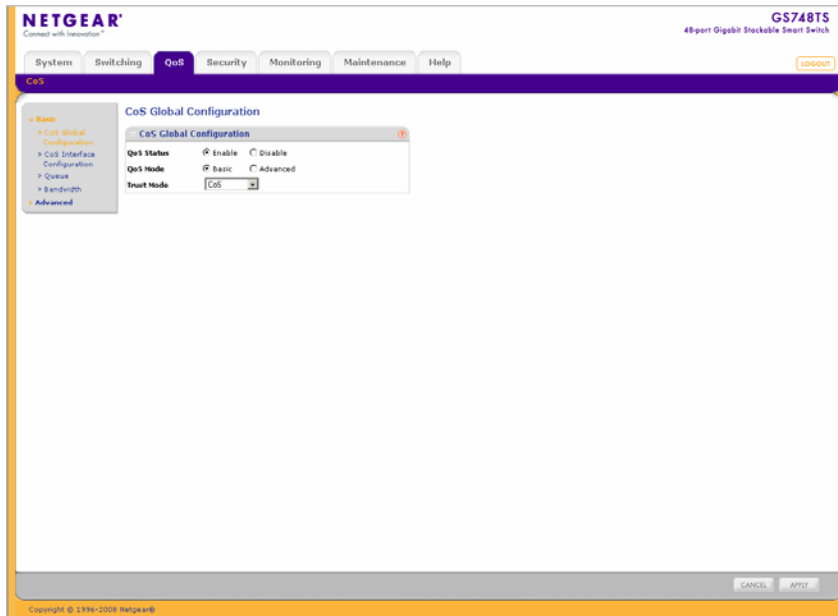 NETGEAR®
Connect with Innovation™
GS748TS
48-port Gigabit Stackable Smart Switch
System Switching QoS Security Monitoring Maintenance Help
LOGOUT
CoS
Basic
CoS Global Configuration
CoS Interface Configuration
Queue
Bandwidth
Advanced
CoS Global Configuration
CoS Global Configuration
QoS Status Enable Disable
QoS Mode Basic Advanced
Trust Mode CoS
CANCEL APPLY
Copyright © 1996-2008 Netgear®